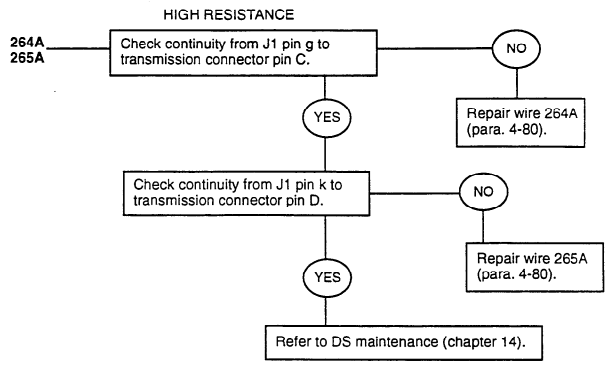 HIGH RESISTANCE
264A
265A
Check continuity from J1 pin g to
transmission connector pin C.
NO
YES
Repair wire 264A
(para. 4-80).
Check continuity from J1 pin k to
transmission connector pin D.
NO
YES
Repair wire 265A
(para. 4-80).
Refer to DS maintenance (chapter 14).